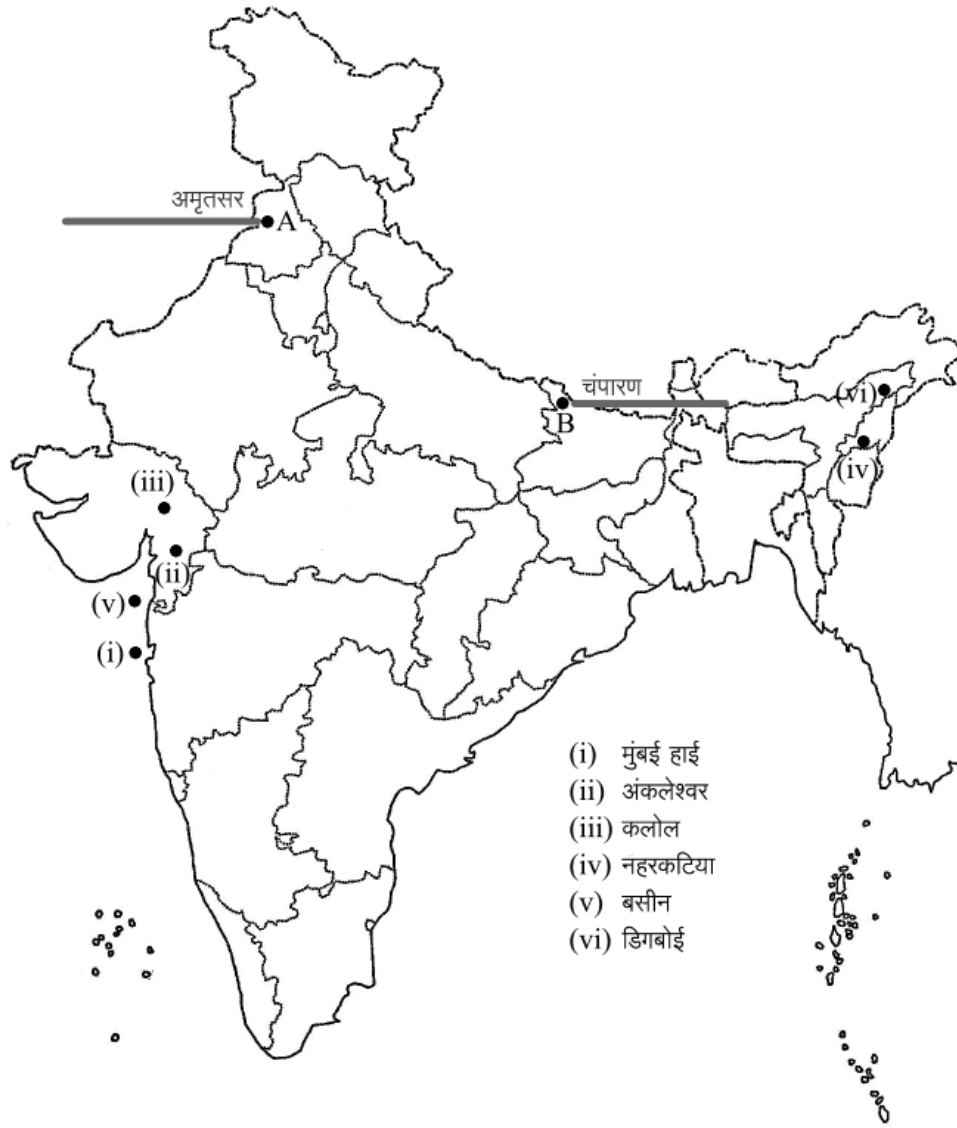 अमृतसर
A
चंपारण
B
(vi)
(iv)
(iii)
(ii)
(v)
(i)
(i) मुंबई हाई
(ii) अंकलेश्वर
(iii) कलोल
(iv) नहरकटिया
(v) बसीन
(vi) डिगबोई